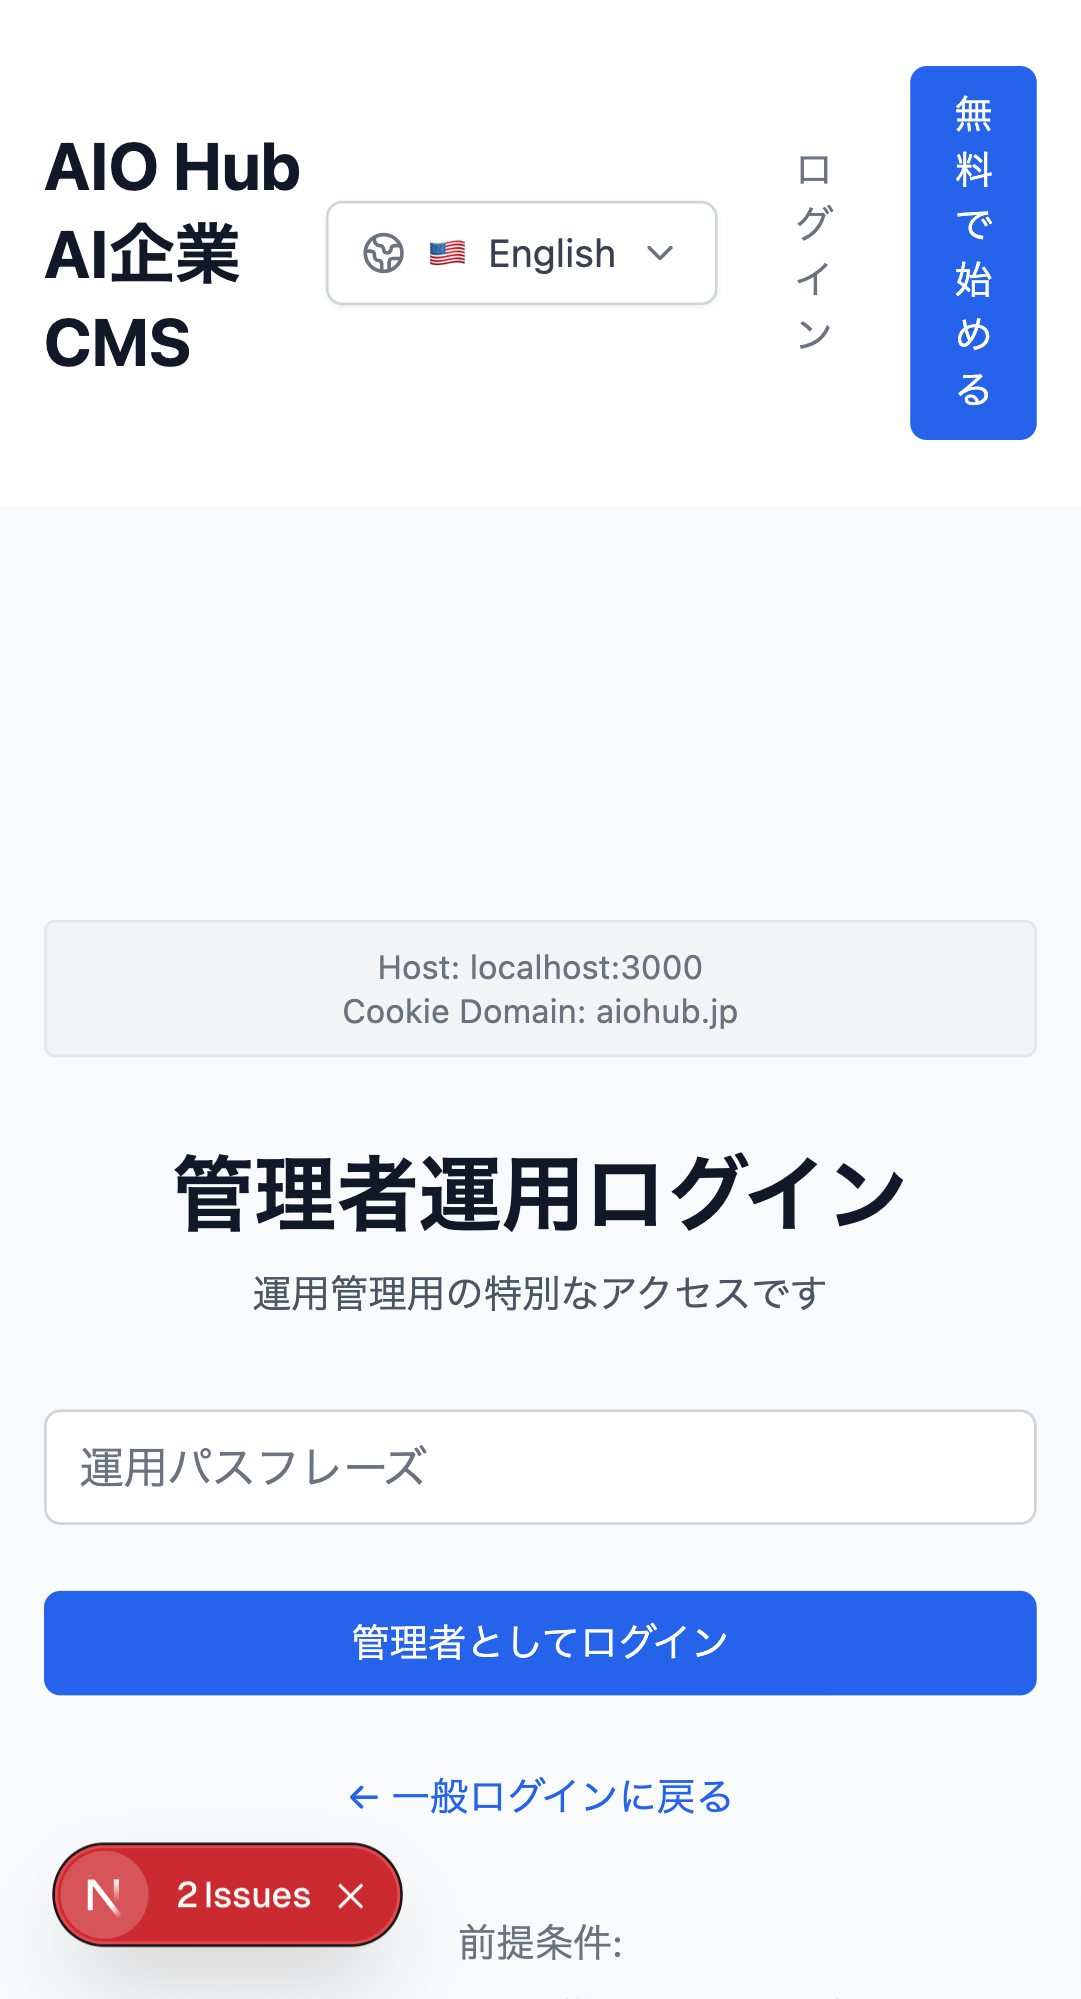 AIO Hub
AI企業
CMS
English
ログイン
無料で始める
Host: localhost:3000
Cookie Domain: aiohub.jp
管理者運用ログイン
運用管理用の特別なアクセスです
運用パスフレーズ
管理者としてログイン
← 一般ログインに戻る
2 Issues
前提条件: